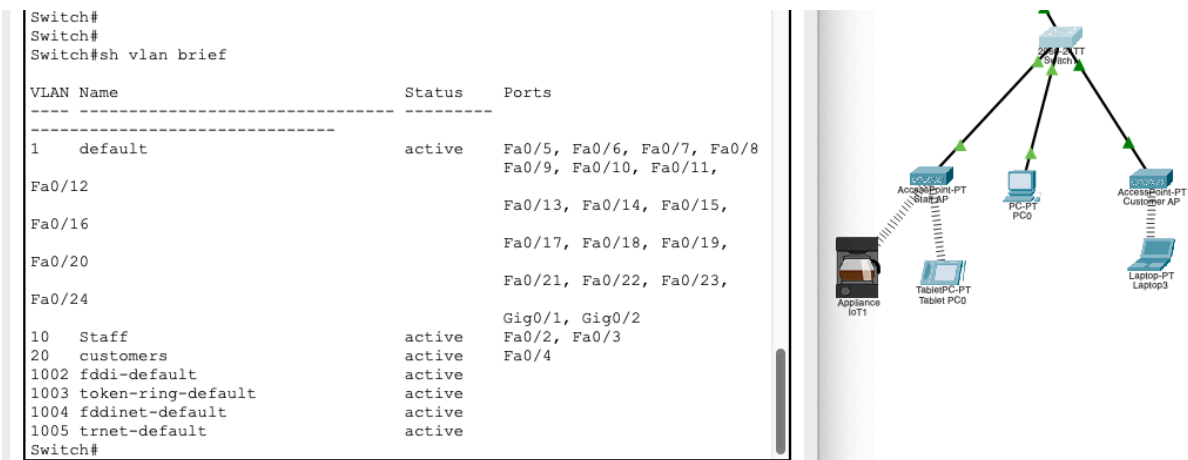 Switch#
Switch#
Switch#sh vlan brief
VLAN Name Status Ports
---- -------------------------------- --------- -------------------------------
1 default active Fa0/5, Fa0/6, Fa0/7, Fa0/8
Fa0/9, Fa0/10, Fa0/11,
Fa0/12
Fa0/13, Fa0/14, Fa0/15,
Fa0/16
Fa0/17, Fa0/18, Fa0/19,
Fa0/20
Fa0/21, Fa0/22, Fa0/23,
Fa0/24
Gig0/1, Gig0/2
10 Staff active Fa0/2, Fa0/3
20 customers active Fa0/4
1002 fddi-default active
1003 token-ring-default active
1004 fddinet-default active
1005 trnet-default active
Switch#
AccessPoint-PT
Staff AP
PC-PT
PC0
AccessPoint-PT
Customer AP
Appliance
IoT1
TabletPC-PT
Tablet PC0
Laptop-PT
Laptop3